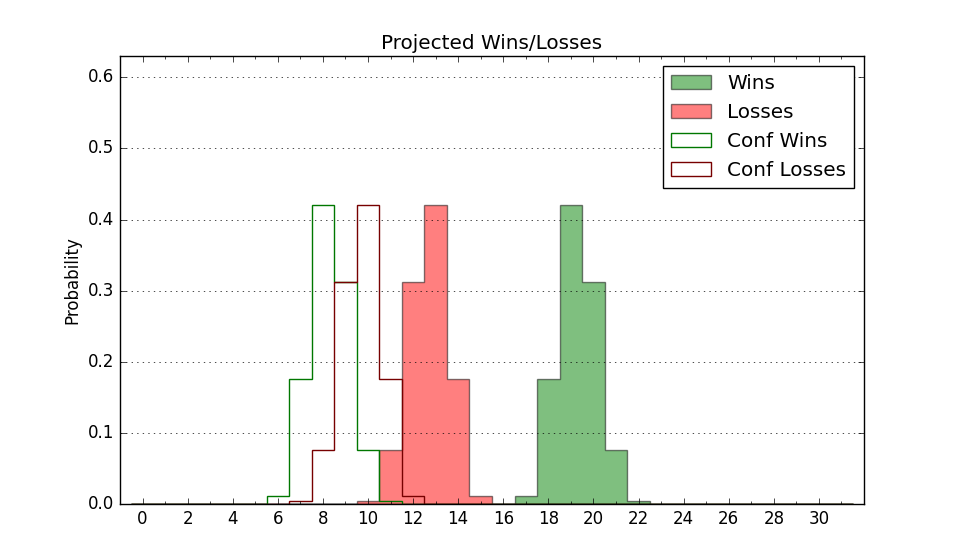 Projected Wins/Losses
Probability
0.6
0.5
0.4
0.3
0.2
0.1
0.0
Wins
Losses
Conf Wins
Conf Losses
0 2 4 6 8 10 12 14 16 18 20 22 24 26 28 30